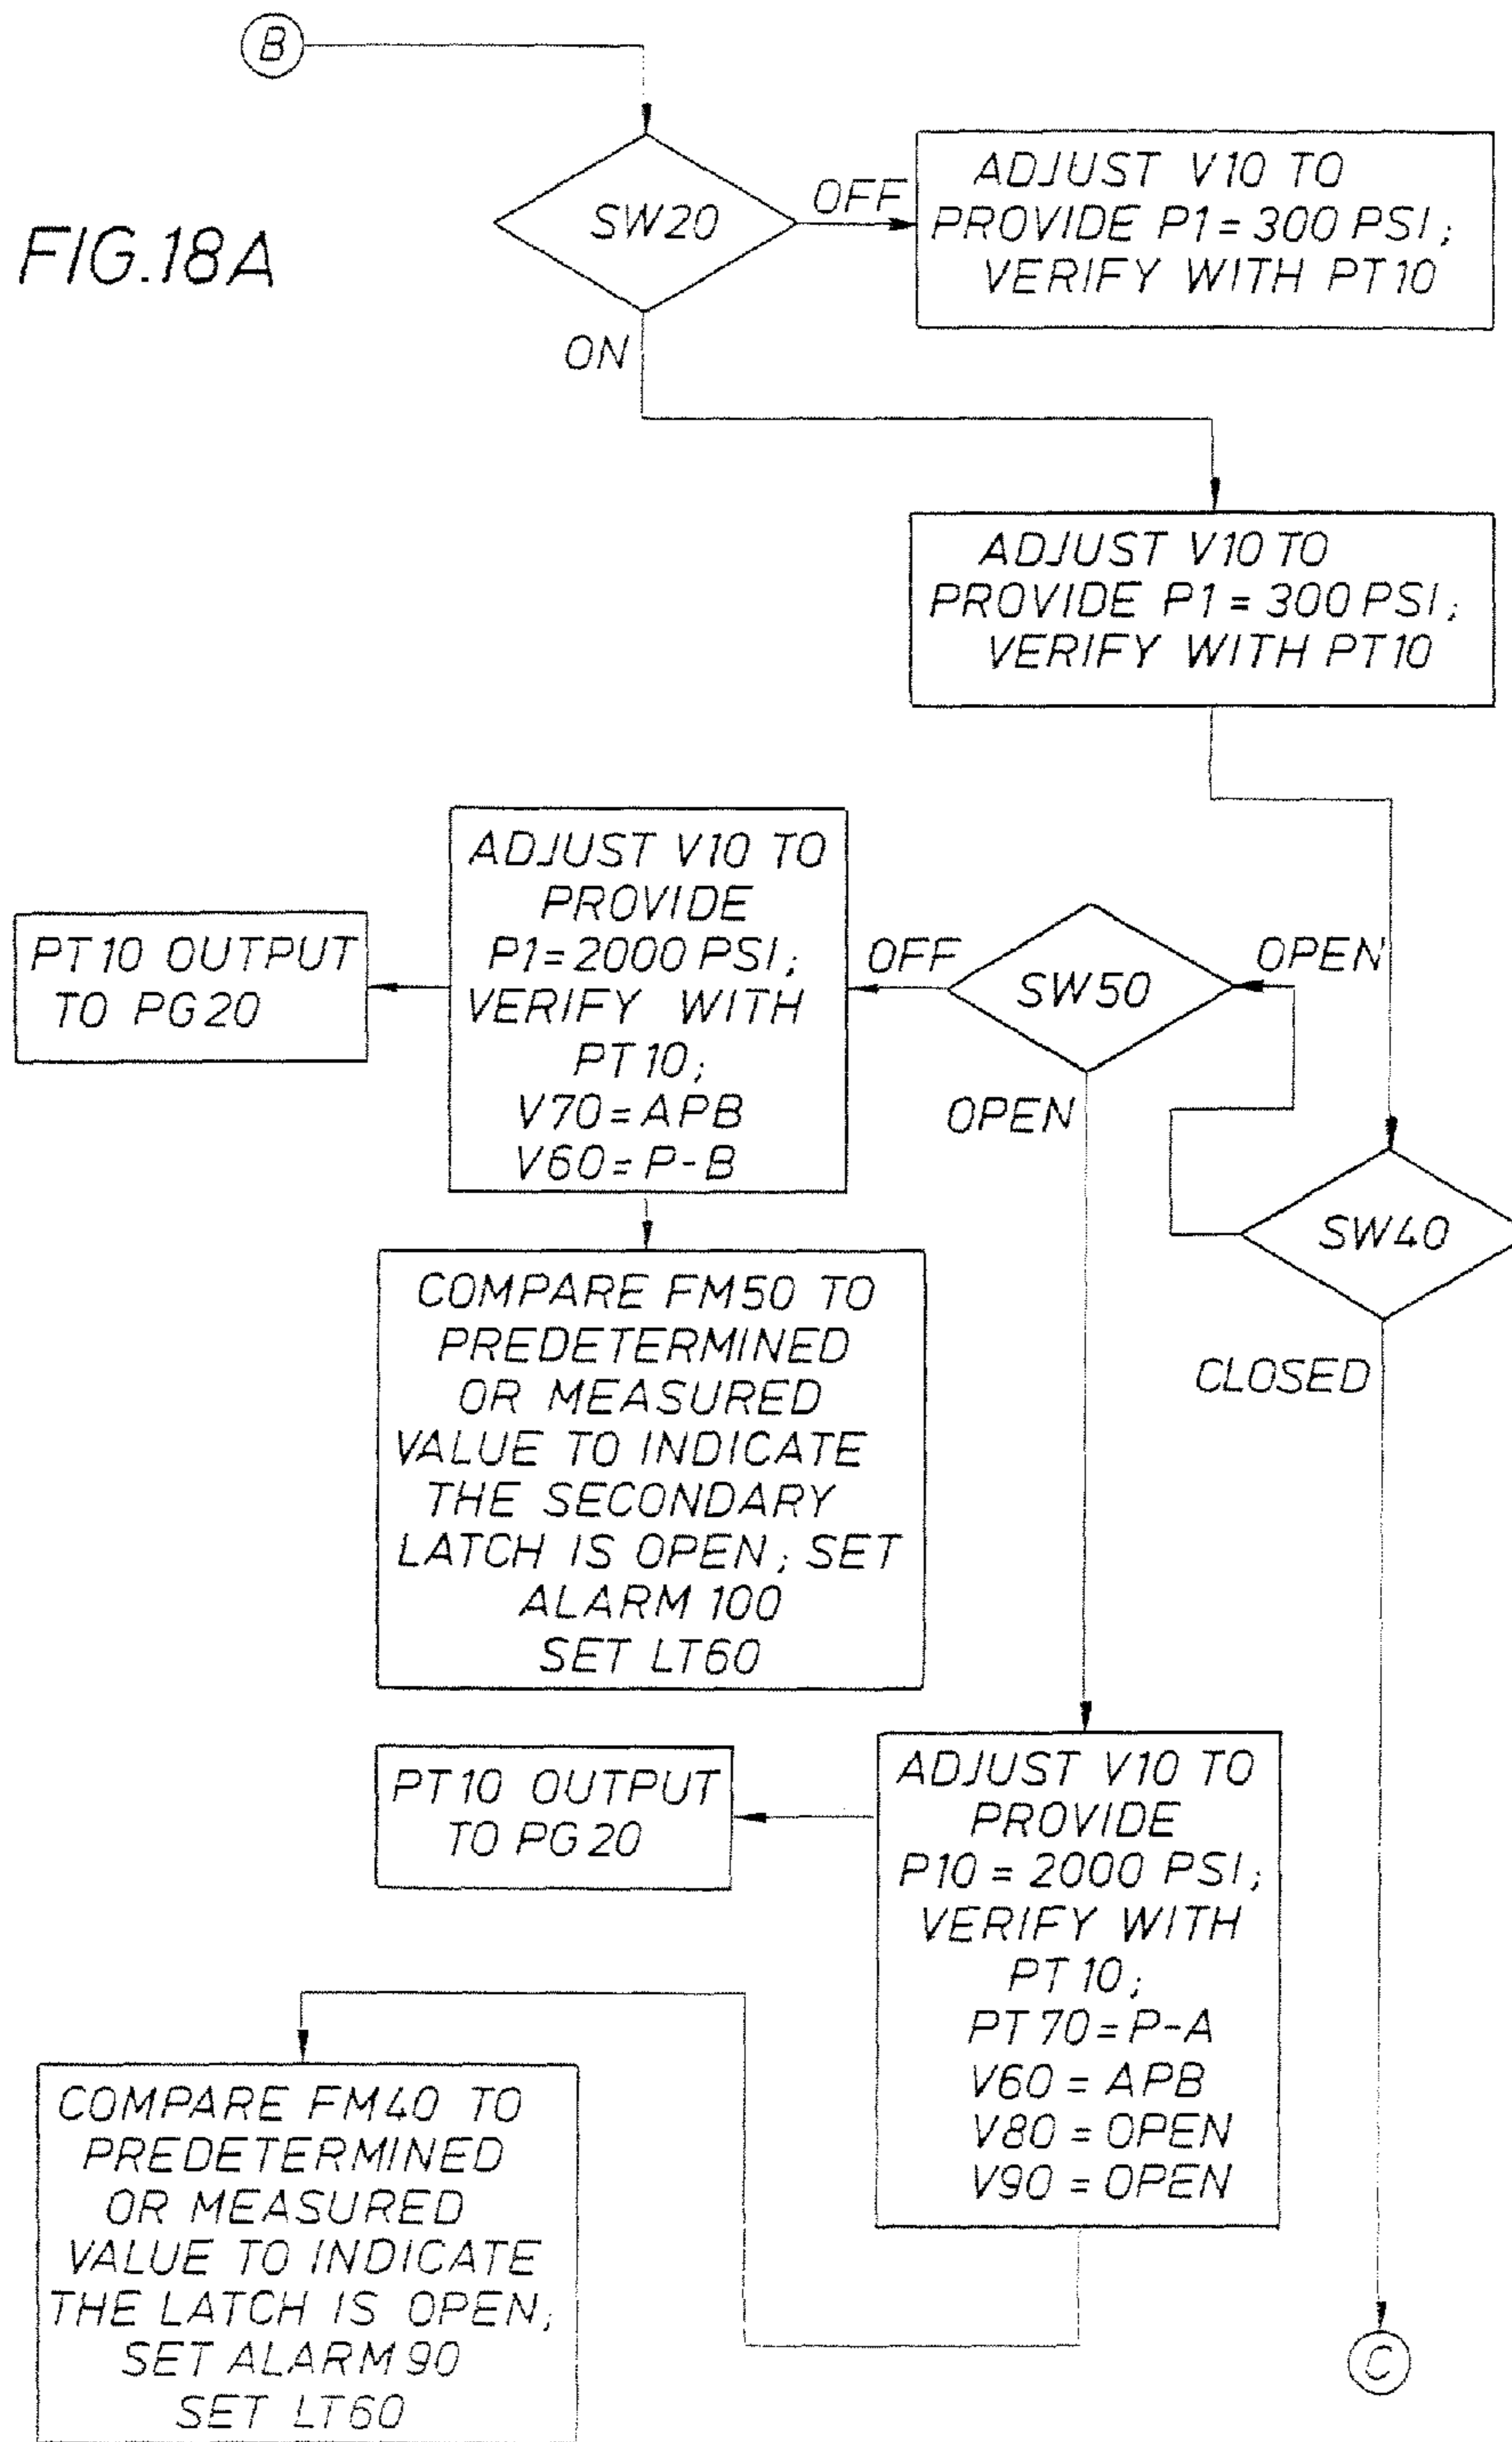 B
FIG.18A
SW20
OFF
ADJUST V10 TO
PROVIDE P1=300 PSI;
VERIFY WITH PT10
ON
ADJUST V10 TO
PROVIDE P1=300 PSI;
VERIFY WITH PT10
PT10 OUTPUT
TO PG20
ADJUST V10 TO
PROVIDE
P1=2000 PSI;
VERIFY WITH
PT10;
V70=APB
V60=P-B
OFF
SW50
OPEN
OPEN
SW40
CLOSED
COMPARE FM50 TO
PREDETERMINED
OR MEASURED
VALUE TO INDICATE
THE SECONDARY
LATCH IS OPEN; SET
ALARM 100
SET LT60
PT10 OUTPUT
TO PG20
ADJUST V10 TO
PROVIDE
P10=2000 PSI;
VERIFY WITH
PT10;
PT70=P-A
V60=APB
V80=OPEN
V90=OPEN
COMPARE FM40 TO
PREDETERMINED
OR MEASURED
VALUE TO INDICATE
THE LATCH IS OPEN;
SET ALARM 90
SET LT60
C